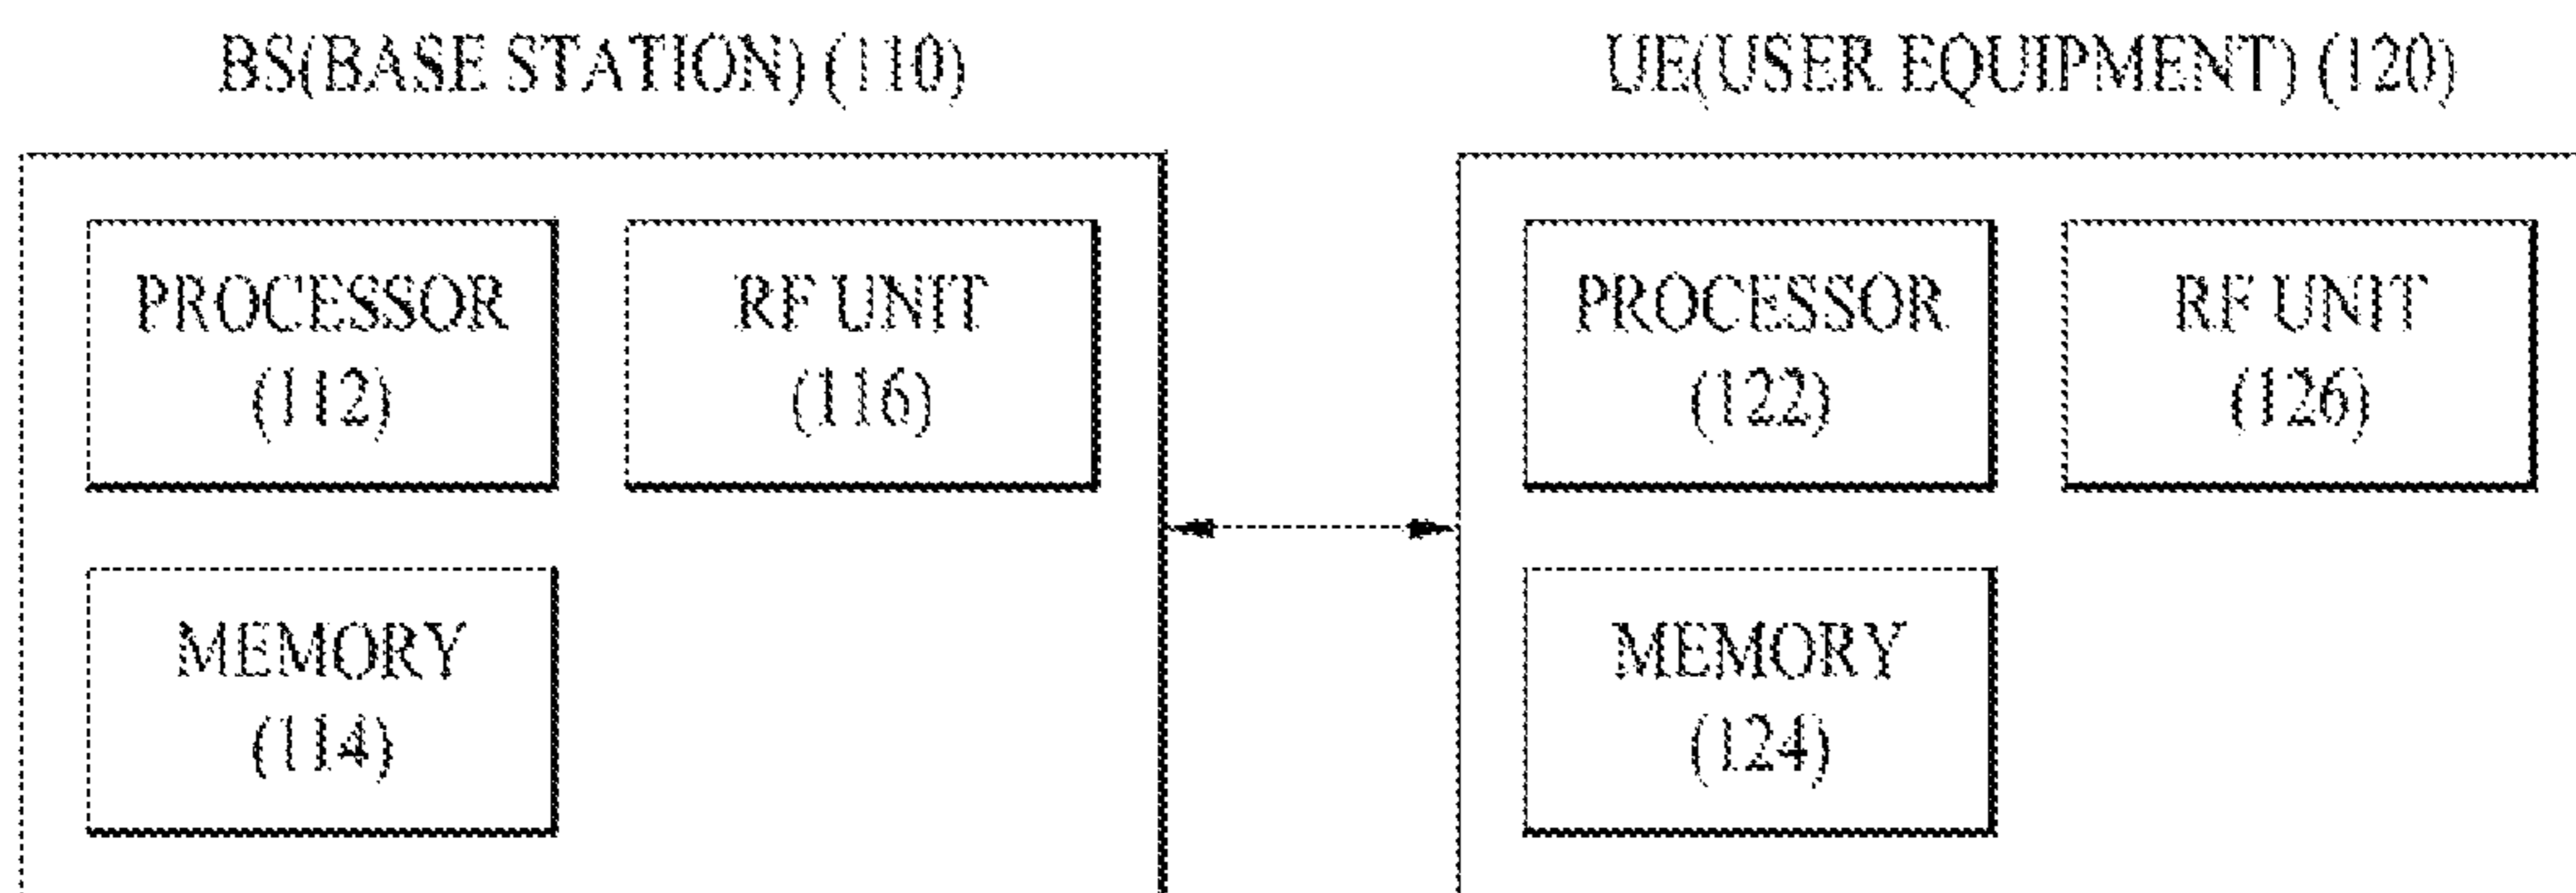 BS(BASE STATION) (110)
UE(USER EQUIPMENT) (120)
PROCESSOR
(112)
RF UNIT
(116)
MEMORY
(114)
PROCESSOR
(122)
RF UNIT
(126)
MEMORY
(124)